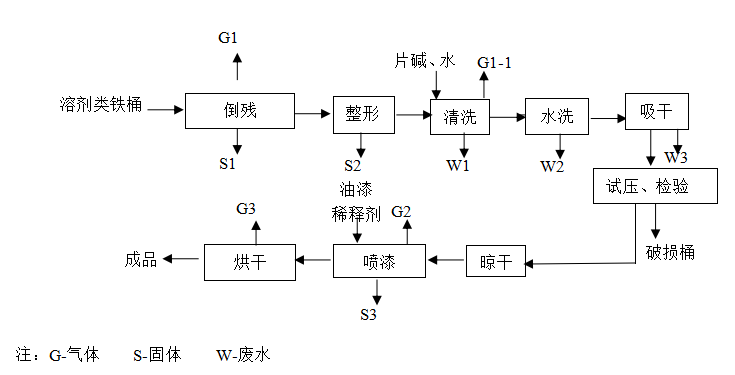 G1
片碱、水
G1-1
溶剂类铁桶
倒残
整形
清洗
水洗
吸干
S1
S2
W1
W2
W3
试压、检验
油漆
稀释剂
G3
G2
破损桶
成品
烘干
喷漆
晾干
S3
注：G-气体 S-固体 W-废水